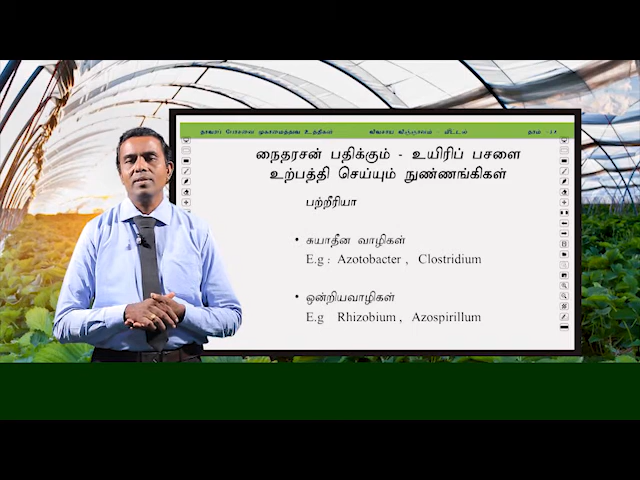 நைதரசன் பதிக்கும் - உயிரிப் பசளை
உற்பத்தி செய்யும் நுண்ணங்கிகள்
பற்றீரியா
• சுயாதீன வாழிகள்
E.g : Azotobacter , Clostridium
• ஒன்றியவாழிகள்
E.g Rhizobium , Azospirillum